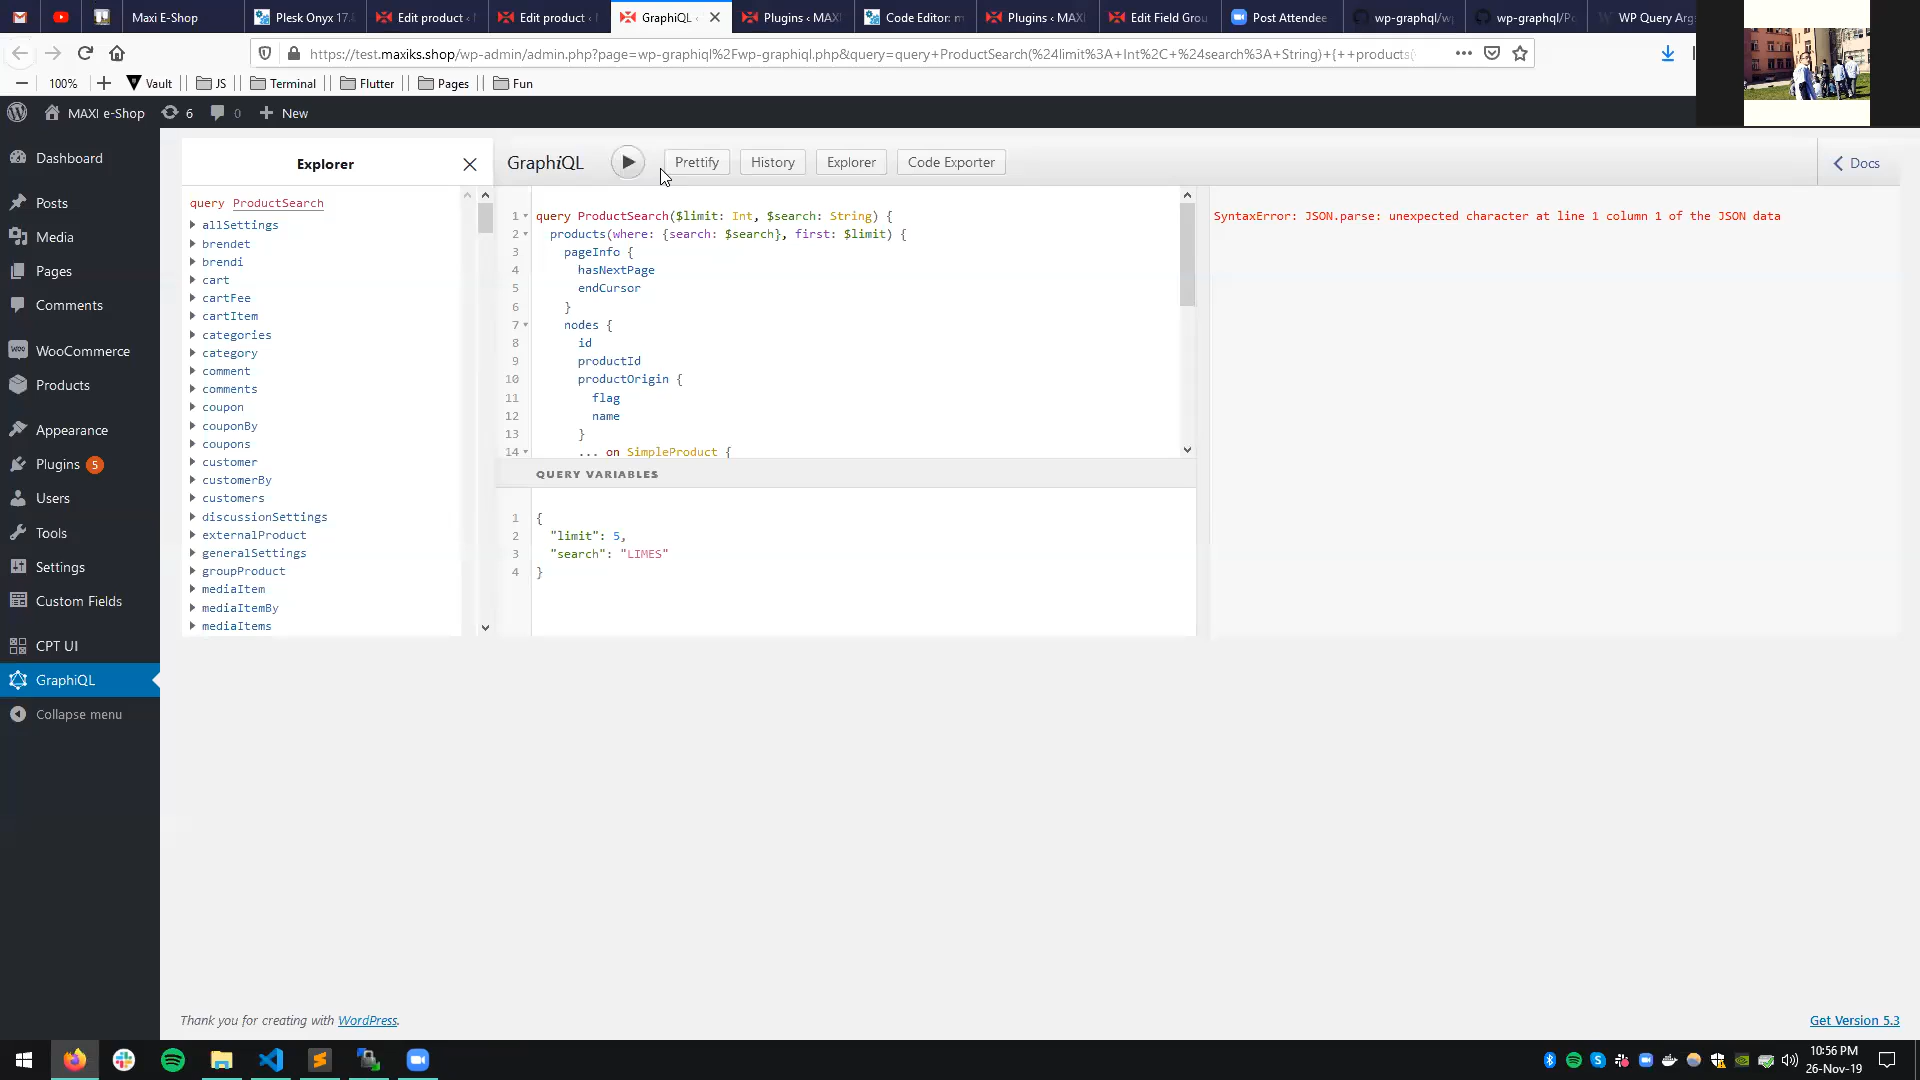 Maxi E-Shop
Plesk Onyx 17.
Edit product ‹
Edit product ‹
GraphiQL ‹
Plugins ‹ MAXI
Code Editor: m
Plugins ‹ MAXI
Edit Field Grou
Post Attendee
wp-graphql/w
wp-graphql/Po
WP Query Arg
https://test.maxiks.shop/wp-admin/admin.php?page=wp-graphiql%2Fwp-graphiql.php&query=query+ProductSearch(%24limit%3A+Int%2C+%24search%3A+String)+{++products(
100%
Vault
JS
Terminal
Flutter
Pages
Fun
MAXI e-Shop
6
0
New
Dashboard
Posts
Media
Pages
Comments
WooCommerce
Products
Appearance
Plugins 5
Users
Tools
Settings
Custom Fields
CPT UI
GraphiQL
Collapse menu
Explorer
query ProductSearch
allSettings
brendet
brendi
cart
cartFee
cartItem
categories
category
comment
comments
coupon
couponBy
coupons
customer
customerBy
customers
discussionSettings
externalProduct
generalSettings
groupProduct
mediaItem
mediaItemBy
mediaItems
GraphiQL
Prettify
History
Explorer
Code Exporter
Docs
1 query ProductSearch($limit: Int, $search: String) {
2 products(where: {search: $search}, first: $limit) {
3 pageInfo {
4 hasNextPage
5 endCursor
6 }
7 nodes {
8 id
9 productId
10 productOrigin {
11 flag
12 name
13 }
14 ... on SimpleProduct {
QUERY VARIABLES
1 {
2 "limit": 5,
3 "search": "LIMES"
4 }
SyntaxError: JSON.parse: unexpected character at line 1 column 1 of the JSON data
Thank you for creating with WordPress.
Get Version 5.3
10:56 PM
26-Nov-19